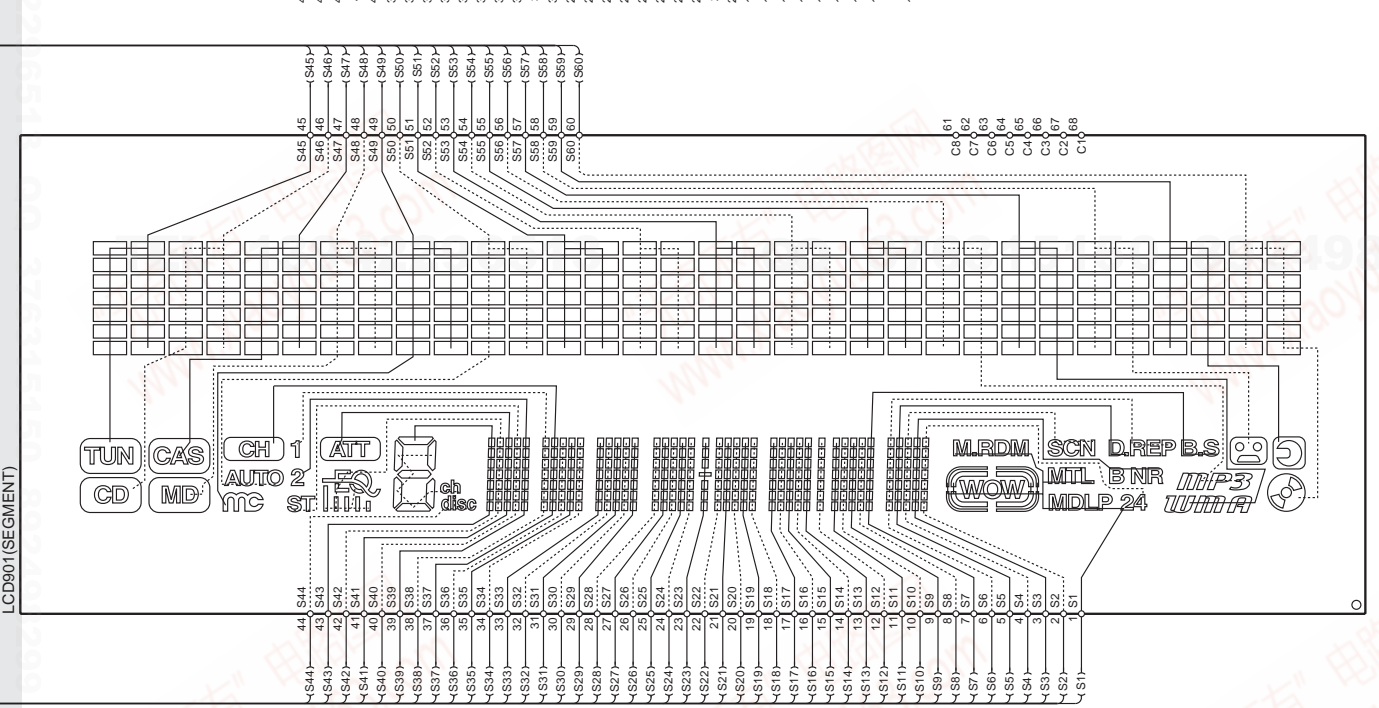 S45 S46 S47 S48 S49 S50 S51 S52 S53 S54 S55 S56 S57 S58 S59 S60
45 46 47 48 49 50 51 52 53 54 55 56 57 58 59 60
61 62 63 64 65 66 67 68
S45 S46 S47 S48 S49 S50 S51 S52 S53 S54 S55 S56 S57 S58 S59 S60
C8 C7 C6 C5 C4 C3 C2 C1
TUN CAS CH 1 ATT M.RDM SCN D.REP B.S
AUTO 2 EQ ch MTL B NR MP3
CD MD MC ST disc WOW MDLP 24 WMA
LCD901(SEGMENT)
S44 S43 S42 S41 S40 S39 S38 S37 S36 S35 S34 S33 S32 S31 S30 S29 S28 S27 S26 S25 S24 S23 S22 S21 S20 S19 S18 S17 S16 S15 S14 S13 S12 S11 S10 S9 S8 S7 S6 S5 S4 S3 S2 S1
44 43 42 41 40 39 38 37 36 35 34 33 32 31 30 29 28 27 26 25 24 23 22 21 20 19 18 17 16 15 14 13 12 11 10 9 8 7 6 5 4 3 2 1
S44 S43 S42 S41 S40 S39 S38 S37 S36 S35 S34 S33 S32 S31 S30 S29 S28 S27 S26 S25 S24 S23 S22 S21 S20 S19 S18 S17 S16 S15 S14 S13 S12 S11 S10 S9 S8 S7 S6 S5 S4 S3 S2 S1